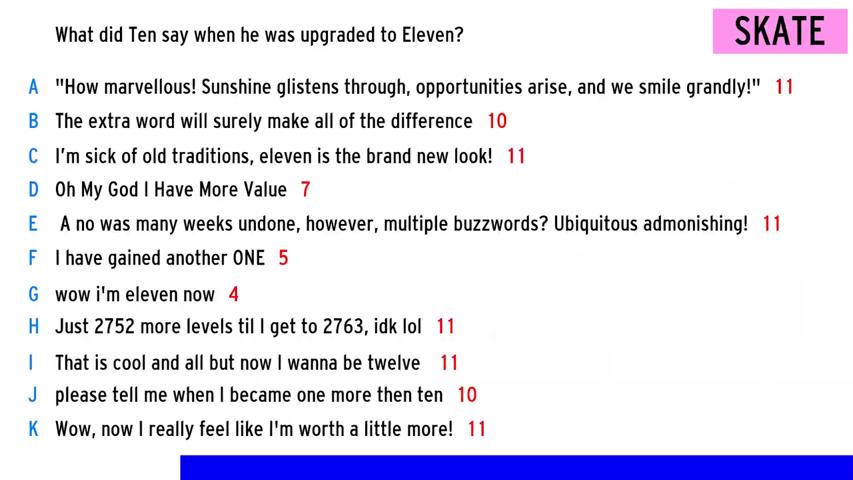 What did Ten say when he was upgraded to Eleven?
SKATE
A "How marvellous! Sunshine glistens through, opportunities arise, and we smile grandly!" 11
B The extra word will surely make all of the difference 10
C I'm sick of old traditions, eleven is the brand new look! 11
D Oh My God I Have More Value 7
E A no was many weeks undone, however, multiple buzzwords? Ubiquitous admonishing! 11
F I have gained another ONE 5
G wow i'm eleven now 4
H Just 2752 more levels til I get to 2763, idk lol 11
I That is cool and all but now I wanna be twelve 11
J please tell me when I became one more then ten 10
K Wow, now I really feel like I'm worth a little more! 11